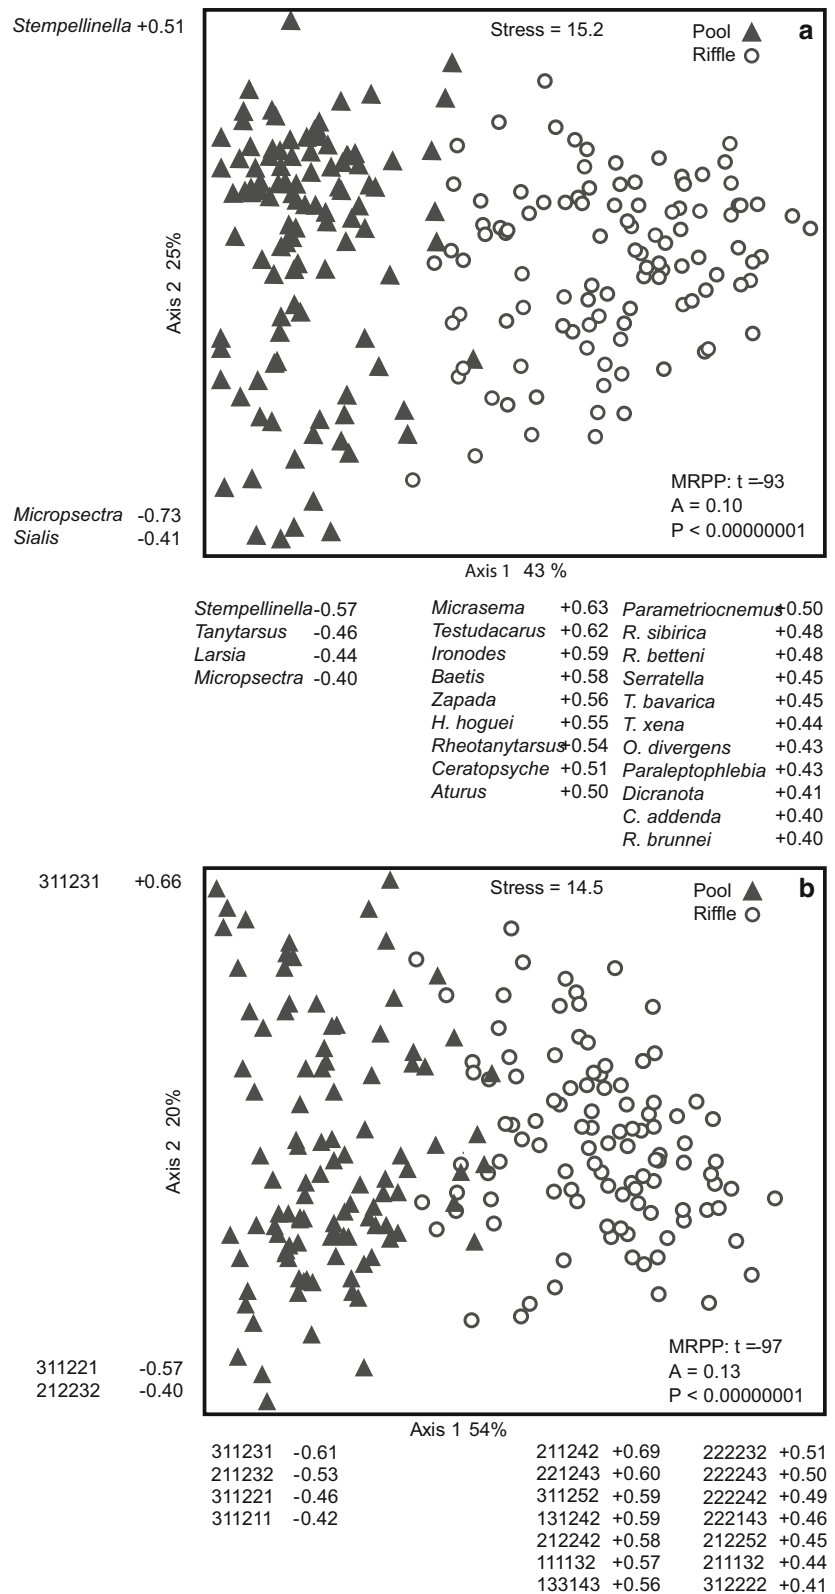 Stempellinella +0.51
Stress = 15.2
Pool
a
Riffle
Axis 2 25%
MRPP: t =-93
A = 0.10
P < 0.00000001
Micropsectra -0.73
Sialis -0.41
Axis 1 43 %
Stempellinella -0.57
Tanytarsus -0.46
Larsia -0.44
Micropsectra -0.40
Micrasema +0.63
Testudacarus +0.62
Ironodes +0.59
Baetis +0.58
Zapada +0.56
H. hoguei +0.55
Rheotanytarsus +0.54
Ceratopsyche +0.51
Aturus +0.50
Parametriocnemus +0.50
R. sibirica +0.48
R. betteni +0.48
Serratella +0.45
T. bavarica +0.45
T. xena +0.44
O. divergens +0.43
Paraleptophlebia +0.43
Dicranota +0.41
C. addenda +0.40
R. brunnei +0.40
311231 +0.66
Stress = 14.5
Pool
b
Riffle
Axis 2 20%
MRPP: t =-97
A = 0.13
P < 0.00000001
311221 -0.57
212232 -0.40
Axis 1 54%
311231 -0.61
211232 -0.53
311221 -0.46
311211 -0.42
211242 +0.69
221243 +0.60
311252 +0.59
131242 +0.59
212242 +0.58
111132 +0.57
133143 +0.56
222232 +0.51
222243 +0.50
222242 +0.49
222143 +0.46
212252 +0.45
211132 +0.44
312222 +0.41